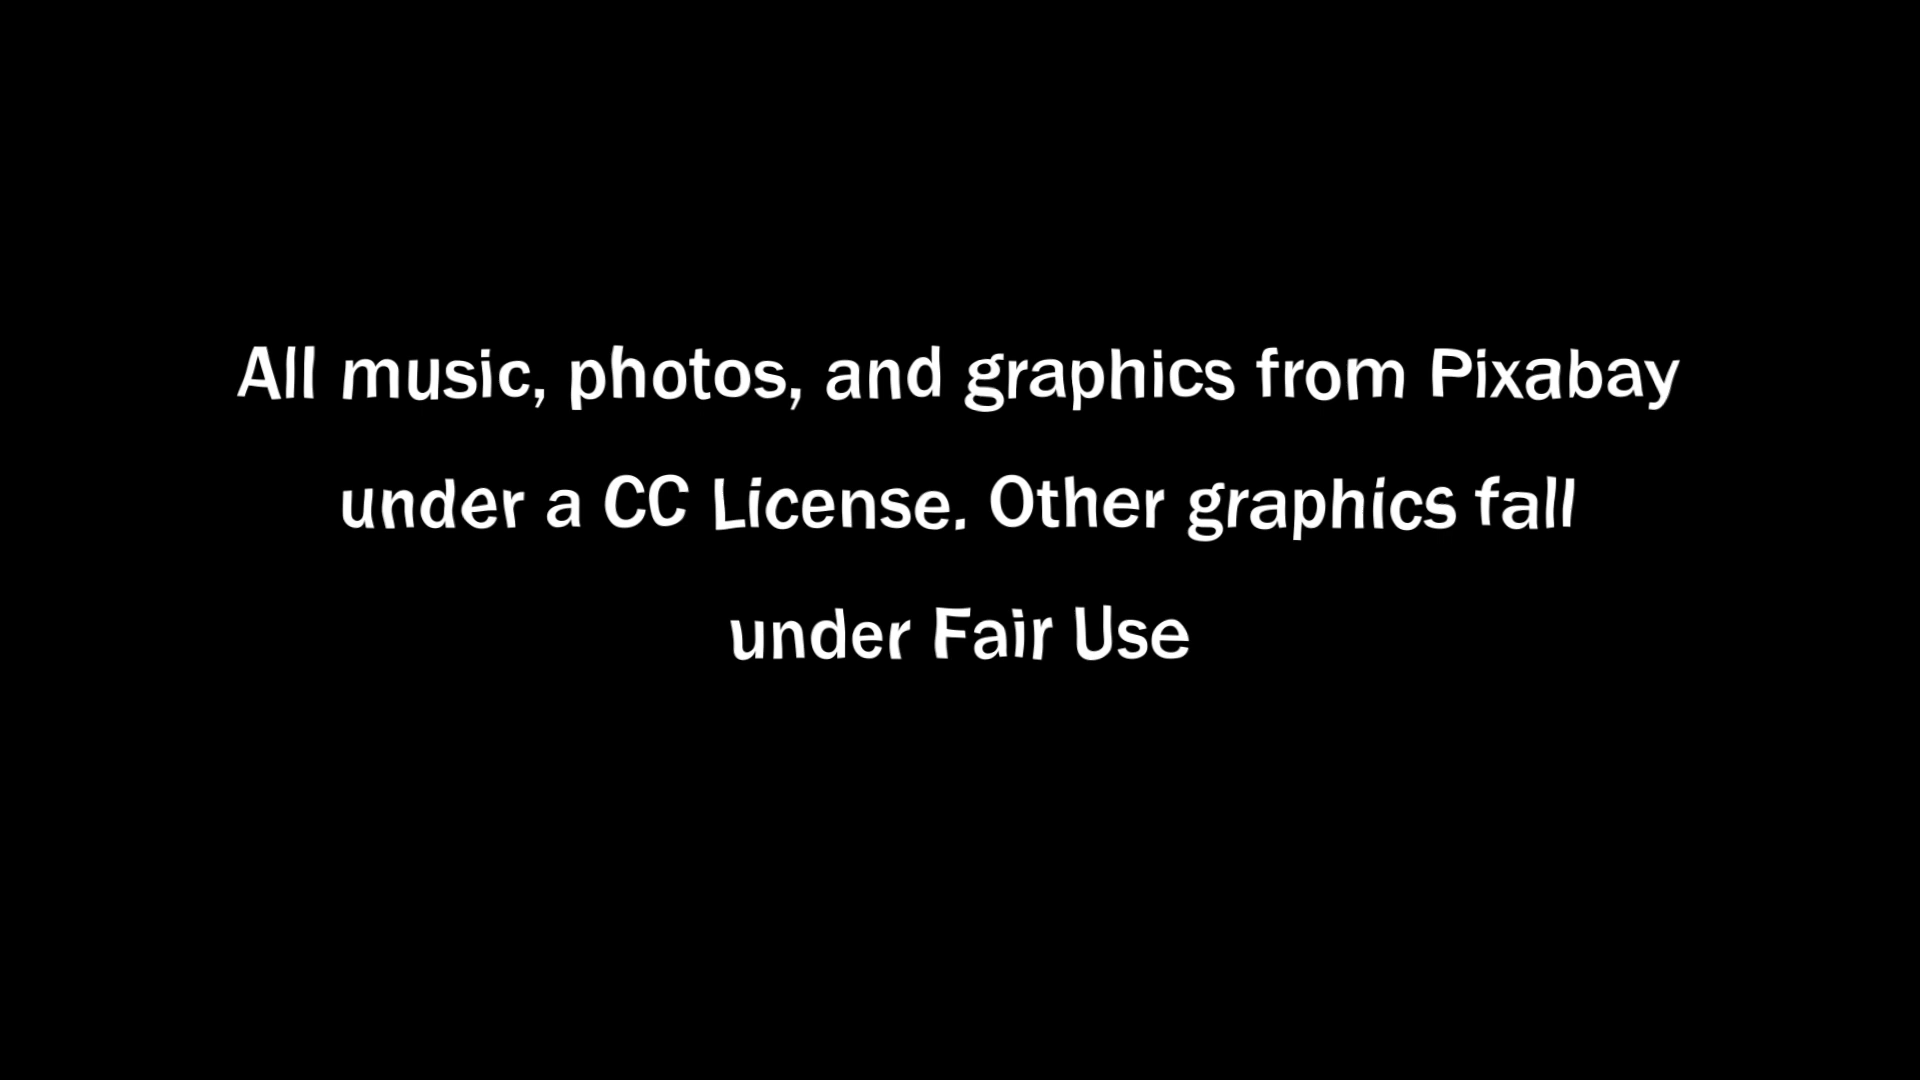 All music, photos, and graphics from Pixabay
under a CC License. Other graphics fall
under Fair Use